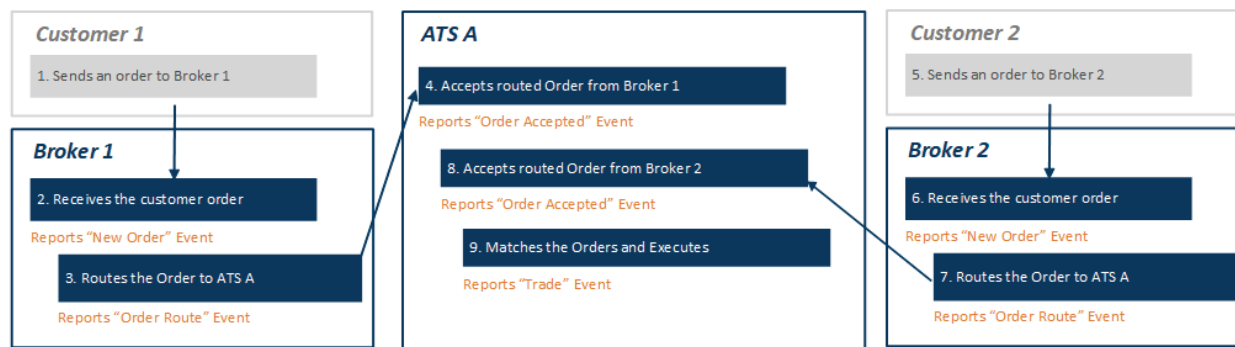 Customer 1
1. Sends an order to Broker 1
Broker 1
2. Receives the customer order
Reports “New Order” Event
3. Routes the Order to ATS A
Reports “Order Route” Event
ATS A
4. Accepts routed Order from Broker 1
Reports “Order Accepted” Event
8. Accepts routed Order from Broker 2
Reports “Order Accepted” Event
9. Matches the Orders and Executes
Reports “Trade” Event
Customer 2
5. Sends an order to Broker 2
Broker 2
6. Receives the customer order
Reports “New Order” Event
7. Routes the Order to ATS A
Reports “Order Route” Event